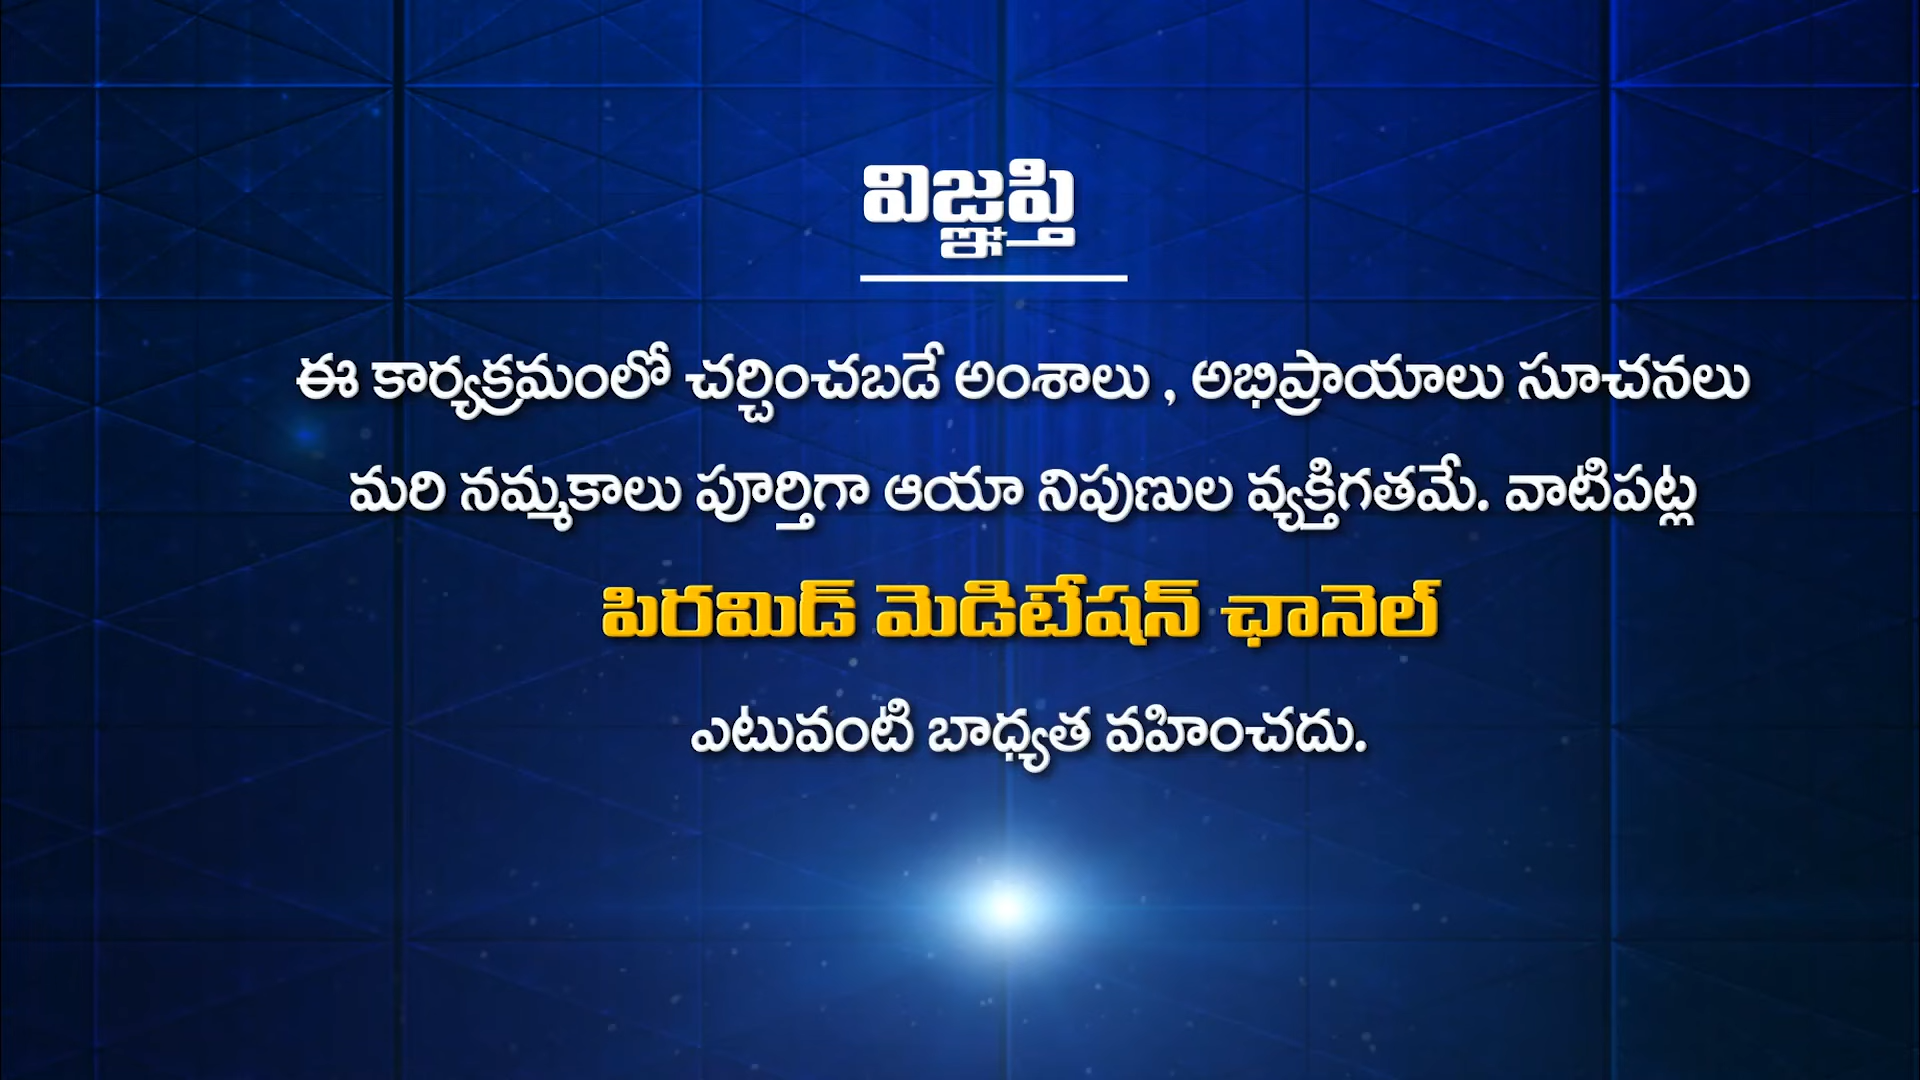 విజ్ఞప్తి
ఈ కార్యక్రమంలో చర్చించబడే అంశాలు , అభిప్రాయాలు సూచనలు
మరి నమ్మకాలు పూర్తిగా ఆయా నిపుణుల వ్యక్తిగతమే. వాటిపట్ల
పిరమిడ్ మెడిటేషన్ ఛానెల్
ఎటువంటి బాధ్యత వహించదు.